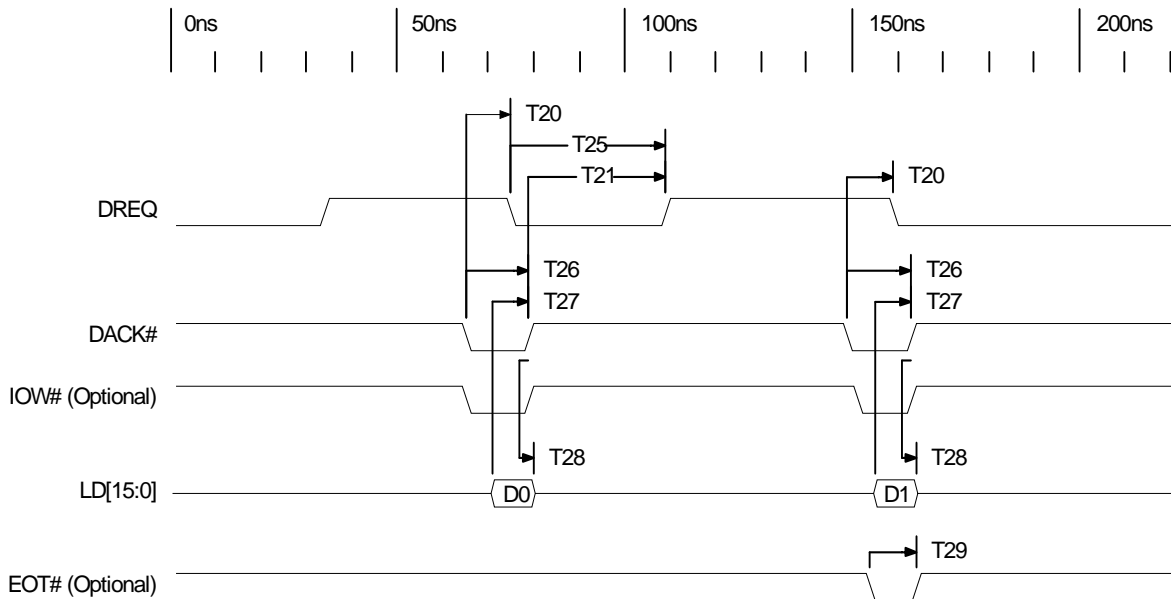 0ns 50ns 100ns 150ns 200ns
T20
T25
T21 T20
DREQ
T26 T26
T27 T27
DACK#
IOW# (Optional)
T28 T28
LD[15:0] D0 D1
T29
EOT# (Optional)